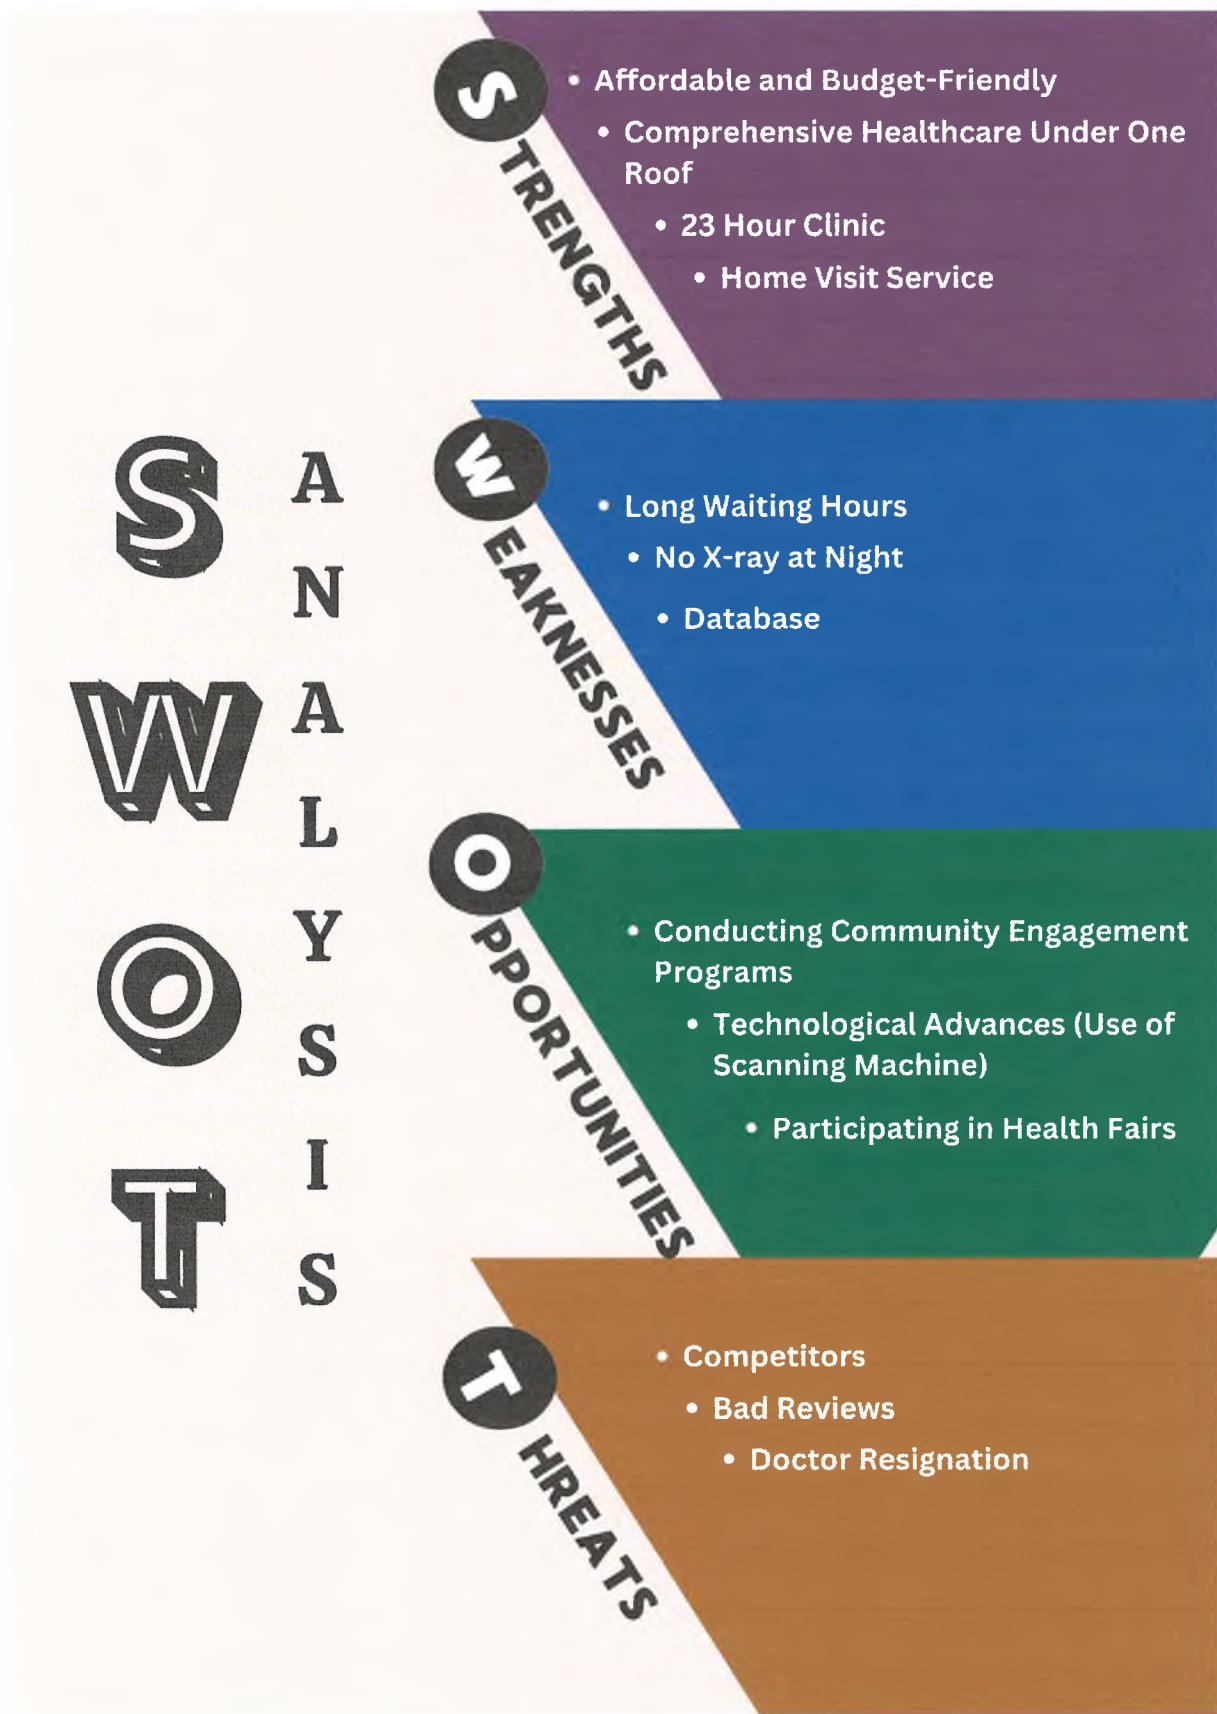 SWOT
ANALYSIS
STRENGTHS
• Affordable and Budget-Friendly
• Comprehensive Healthcare Under One
Roof
• 23 Hour Clinic
• Home Visit Service
WEAKNESSES
• Long Waiting Hours
• No X-ray at Night
• Database
OPPORTUNITIES
• Conducting Community Engagement
Programs
• Technological Advances (Use of
Scanning Machine)
• Participating in Health Fairs
THREATS
• Competitors
• Bad Reviews
• Doctor Resignation